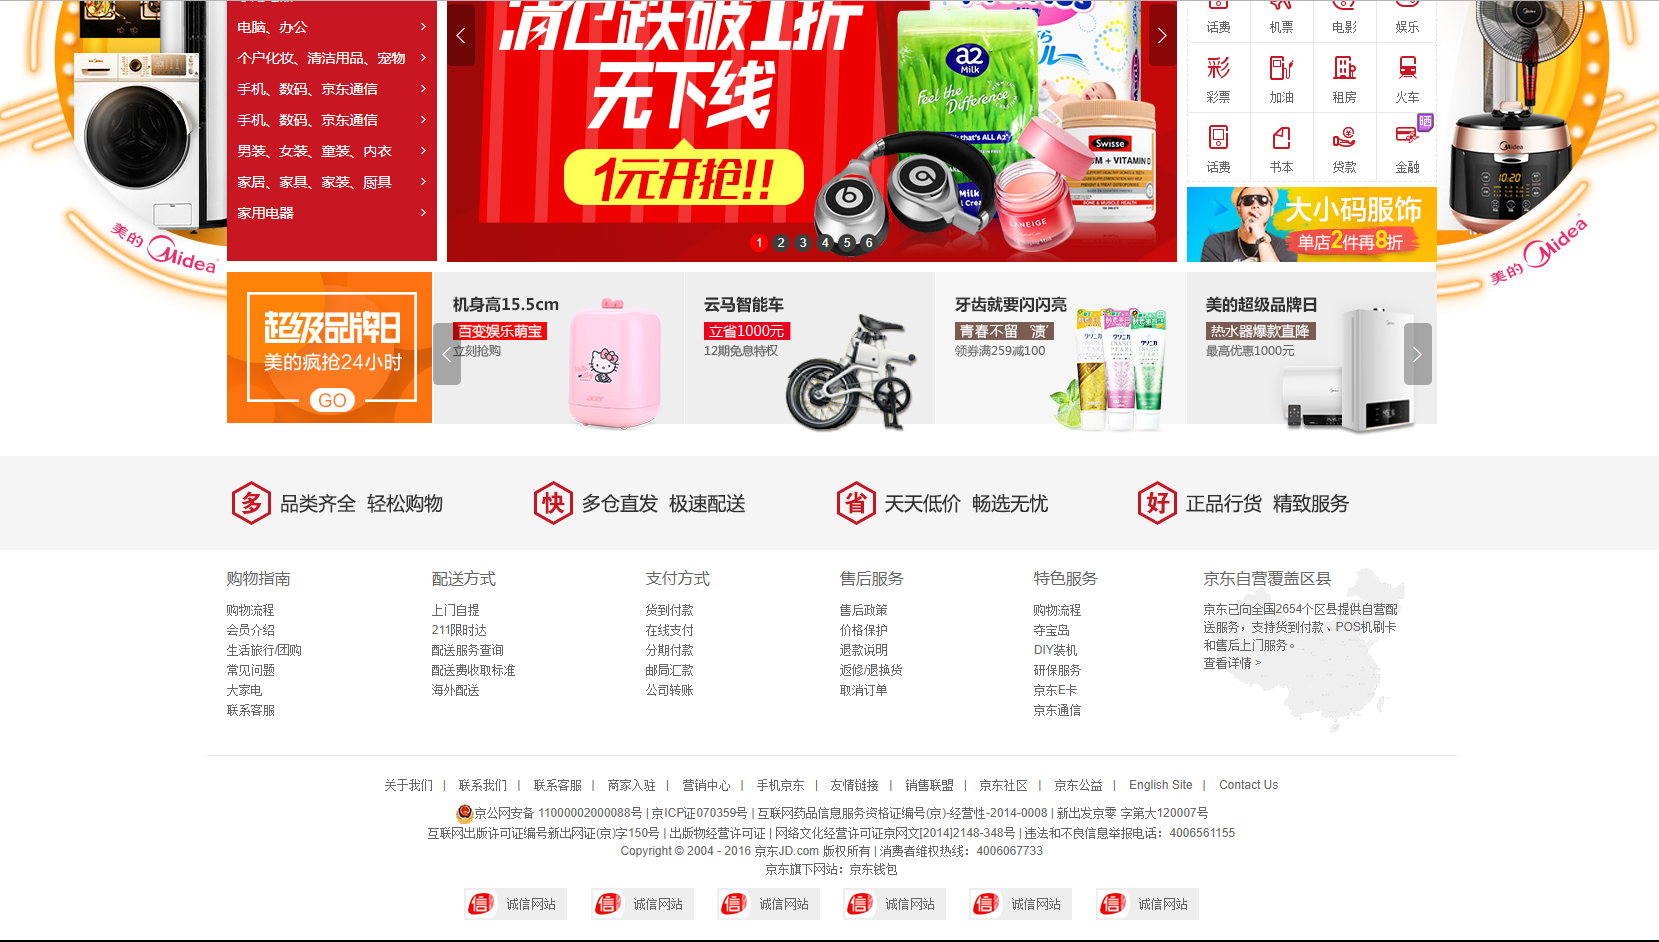 电脑、办公
个户化妆、清洁用品、宠物
手机、数码、京东通信
手机、数码、京东通信
男装、女装、童装、内衣
家居、家具、家装、厨具
家用电器
美的 Midea
跌破1折
无下线
1元开抢!!
a2
Milk
Feel the Difference
Swisse
LANEIGE
1 2 3 4 5 6
话费 机票 电影 娱乐
彩 晒
彩票 加油 租房 火车
话费 书本 贷款 金融
大小码服饰
单店2件再8折
Midea
10:20
美的 Midea
超级品牌日
美的疯抢24小时
GO
机身高15.5cm
百变娱乐萌宝
立刻抢购
acer
云马智能车
立省1000元
12期免息特权
牙齿就要闪闪亮
青春不留“渍”
领券满259减100
美的超级品牌日
热水器爆款直降
最高优惠1000元
多 品类齐全 轻松购物
快 多仓直发 极速配送
省 天天低价 畅选无忧
好 正品行货 精致服务
购物指南
购物流程
会员介绍
生活旅行/团购
常见问题
大家电
联系客服
配送方式
上门自提
211限时达
配送服务查询
配送费收取标准
海外配送
支付方式
货到付款
在线支付
分期付款
邮局汇款
公司转账
售后服务
售后政策
价格保护
退款说明
返修/退换货
取消订单
特色服务
购物流程
夺宝岛
DIY装机
研保服务
京东E卡
京东通信
京东自营覆盖区县
京东已向全国2654个区县提供自营配
送服务，支持货到付款、POS机刷卡
和售后上门服务。
查看详情 >
关于我们 | 联系我们 | 联系客服 | 商家入驻 | 营销中心 | 手机京东 | 友情链接 | 销售联盟 | 京东社区 | 京东公益 | English Site | Contact Us
京公网安备 11000002000088号 | 京ICP证070359号 | 互联网药品信息服务资格证编号(京)-经营性-2014-0008 | 新出发京零 字第大120007号
互联网出版许可证编号新出网证(京)字150号 | 出版物经营许可证 | 网络文化经营许可证京网文[2014]2148-348号 | 违法和不良信息举报电话：4006561155
Copyright © 2004 - 2016 京东JD.com 版权所有 | 消费者维权热线：4006067733
京东旗下网站：京东钱包
信 诚信网站 信 诚信网站 信 诚信网站 信 诚信网站 信 诚信网站 信 诚信网站